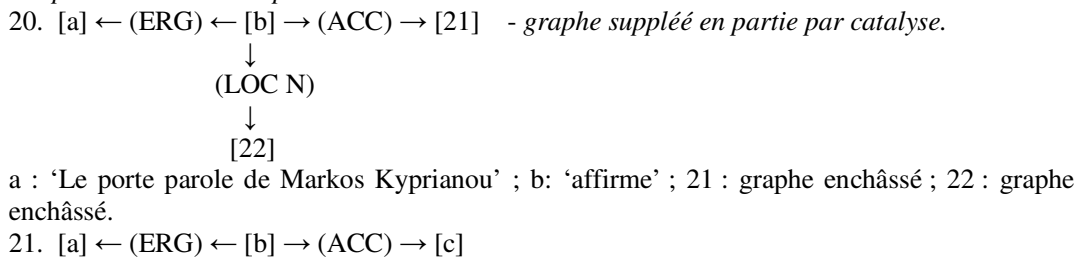 20. [a] ← (ERG) ← [b] → (ACC) → [21] - graphe suppléé en partie par catalyse.
↓
(LOC N)
↓
[22]
a : ‘Le porte parole de Markos Kyprianou’ ; b: ‘affirme’ ; 21 : graphe enchâssé ; 22 : graphe
enchâssé.
21. [a] ← (ERG) ← [b] → (ACC) → [c]